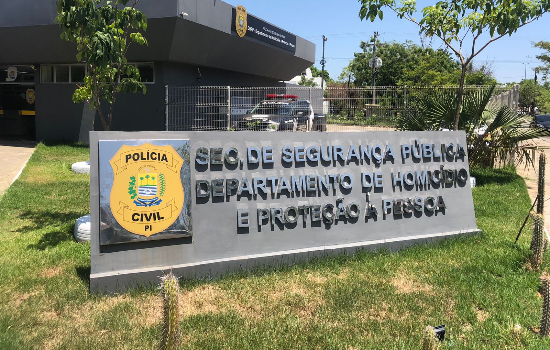 POLÍCIA
CIVIL
PI
SEC. DE SEGURANÇA PÚBLICA
DEPARTAMENTO DE HOMICÍDIO
E PROTEÇÃO À PESSOA